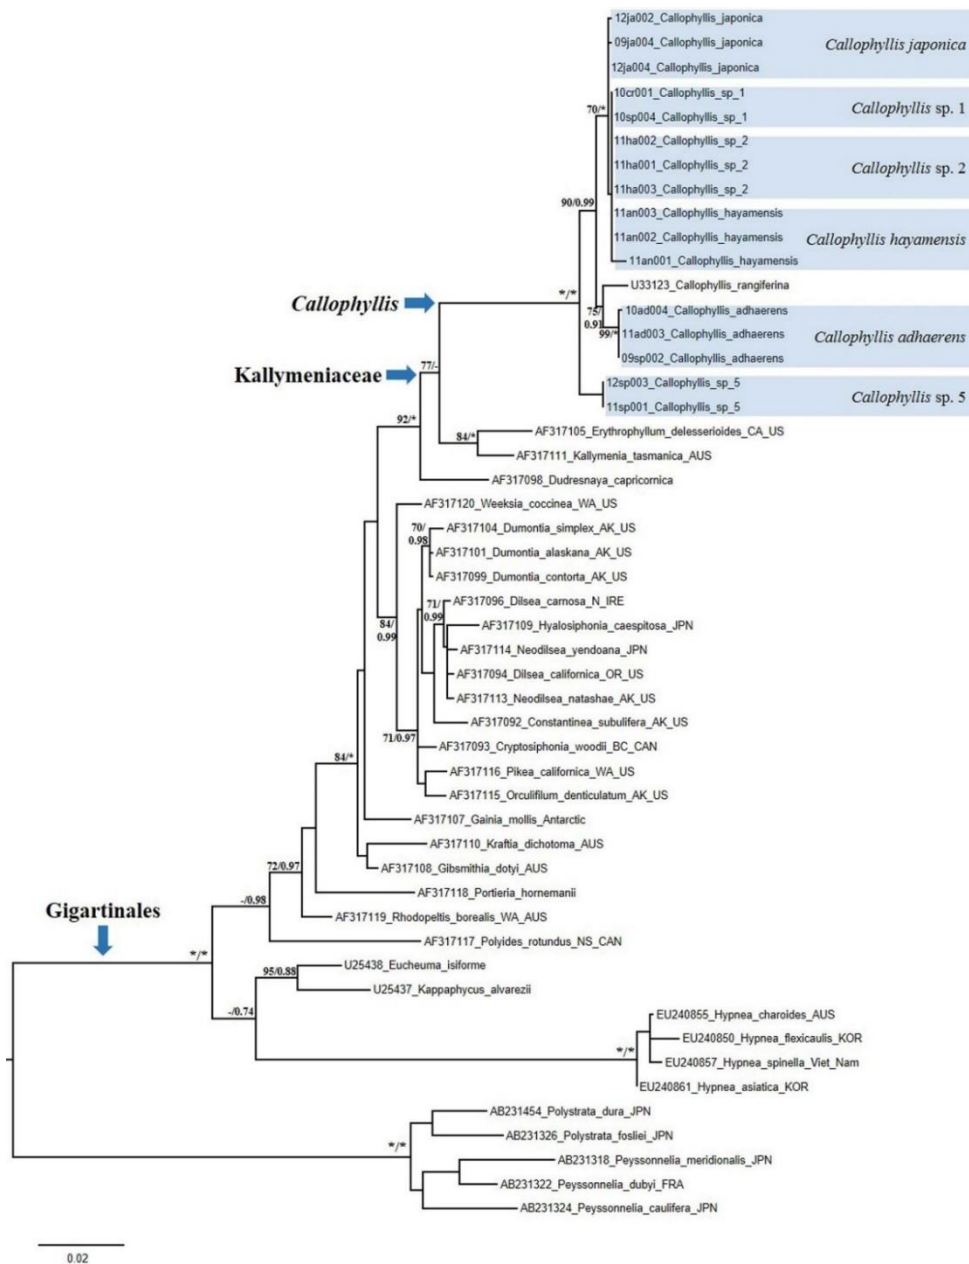 12ja002_Callophyllis_japonica
09ja004_Callophyllis_japonica
Callophyllis japonica
12ja004_Callophyllis_japonica
10cr001_Callophyllis_sp_1
70/*
Callophyllis sp. 1
10sp004_Callophyllis_sp_1
11ha002_Callophyllis_sp_2
11ha001_Callophyllis_sp_2
Callophyllis sp. 2
11ha003_Callophyllis_sp_2
90/0.99
11an003_Callophyllis_hayamensis
11an002_Callophyllis_hayamensis
Callophyllis hayamensis
11an001_Callophyllis_hayamensis
U33123_Callophyllis_rangiferina
Callophyllis
*/*
75/
0.91
10ad004_Callophyllis_adhaerens
99/*
11ad003_Callophyllis_adhaerens
Callophyllis adhaerens
09sp002_Callophyllis_adhaerens
Kallymeniaceae
77/-
12sp003_Callophyllis_sp_5
Callophyllis sp. 5
11sp001_Callophyllis_sp_5
92/*
AF317105_Erythrophyllum_delesserioides_CA_US
84/*
AF317111_Kallymenia_tasmanica_AUS
AF317098_Dudresnaya_capricornica
AF317120_Weeksia_coccinea_WA_US
70/
0.98
AF317104_Dumontia_simplex_AK_US
AF317101_Dumontia_alaskana_AK_US
AF317099_Dumontia_contorta_AK_US
71/
0.99
AF317096_Dilsea_carnosa_N_IRE
84/
0.99
AF317109_Hyalosiphonia_caespitosa_JPN
AF317114_Neodilsea_yendoana_JPN
AF317094_Dilsea_californica_OR_US
AF317113_Neodilsea_natashae_AK_US
AF317092_Constantinea_subulifera_AK_US
71/0.97
AF317093_Cryptosiphonia_woodii_BC_CAN
84/*
AF317116_Pikea_californica_WA_US
AF317115_Orculifilum_denticulatum_AK_US
AF317107_Gainia_mollis_Antarctic
AF317110_Kraftia_dichotoma_AUS
72/0.97
AF317108_Gibsmithia_dotyi_AUS
AF317118_Portieria_hornemanii
Gigartinales
-/0.98
AF317119_Rhodopeltis_borealis_WA_AUS
AF317117_Polyides_rotundus_NS_CAN
*/*
95/0.88
U25438_Eucheuma_isiforme
U25437_Kappaphycus_alvarezii
-/0.74
EU240855_Hypnea_charoides_AUS
EU240850_Hypnea_flexicaulis_KOR
*/*
EU240857_Hypnea_spinella_Viet_Nam
EU240861_Hypnea_asiatica_KOR
AB231454_Polystrata_dura_JPN
AB231326_Polystrata_fosliei_JPN
*/*
AB231318_Peyssonnelia_meridionalis_JPN
AB231322_Peyssonnelia_dubyi_FRA
AB231324_Peyssonnelia_caulifera_JPN
0.02